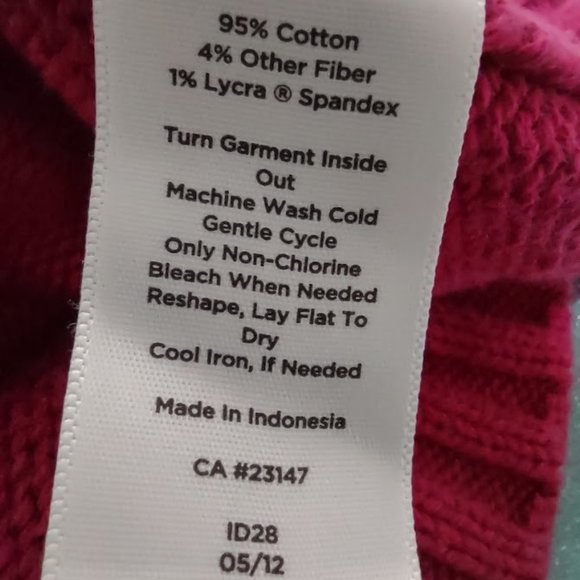 95% Cotton
4% Other Fiber
1% Lycra ® Spandex
Turn Garment Inside
Out
Machine Wash Cold
Gentle Cycle
Only Non-Chlorine
Bleach When Needed
Reshape, Lay Flat To
Dry
Cool Iron, If Needed
Made In Indonesia
CA #23147
ID28
05/12